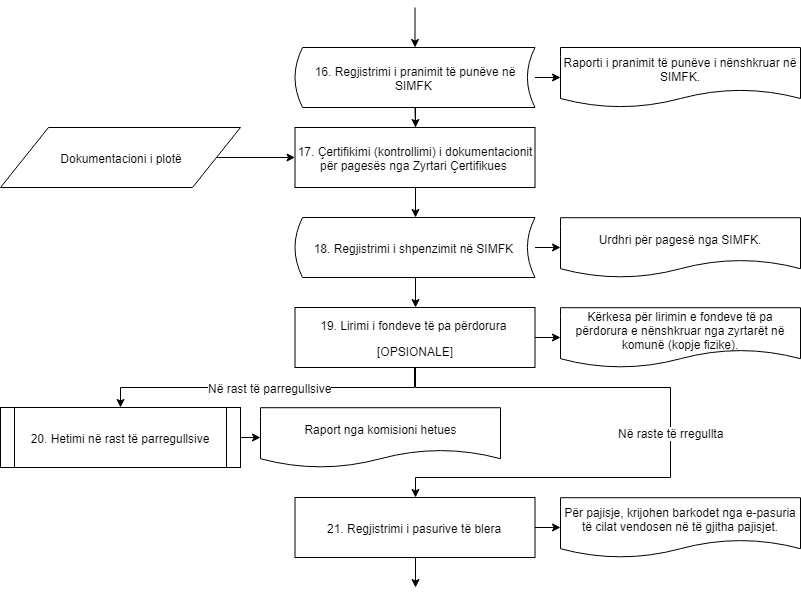 16. Regjistrimi i pranimit të punëve në
SIMFK
Raporti i pranimit të punëve i nënshkruar në
SIMFK.
Dokumentacioni i plotë
17. Çertifikimi (kontrollimi) i dokumentacionit
për pagesës nga Zyrtari Çertifikues
18. Regjistrimi i shpenzimit në SIMFK
Urdhri për pagesë nga SIMFK.
19. Lirimi i fondeve të pa përdorura
[OPSIONALE]
Kërkesa për lirimin e fondeve të pa
përdorura e nënshkruar nga zyrtarët në
komunë (kopje fizike).
Në rast të parregullsive
20. Hetimi në rast të parregullsive
Raport nga komisioni hetues
Në raste të rregullta
21. Regjistrimi i pasurive të blera
Për pajisje, krijohen barkodet nga e-pasuria
të cilat vendosen në të gjitha pajisjet.